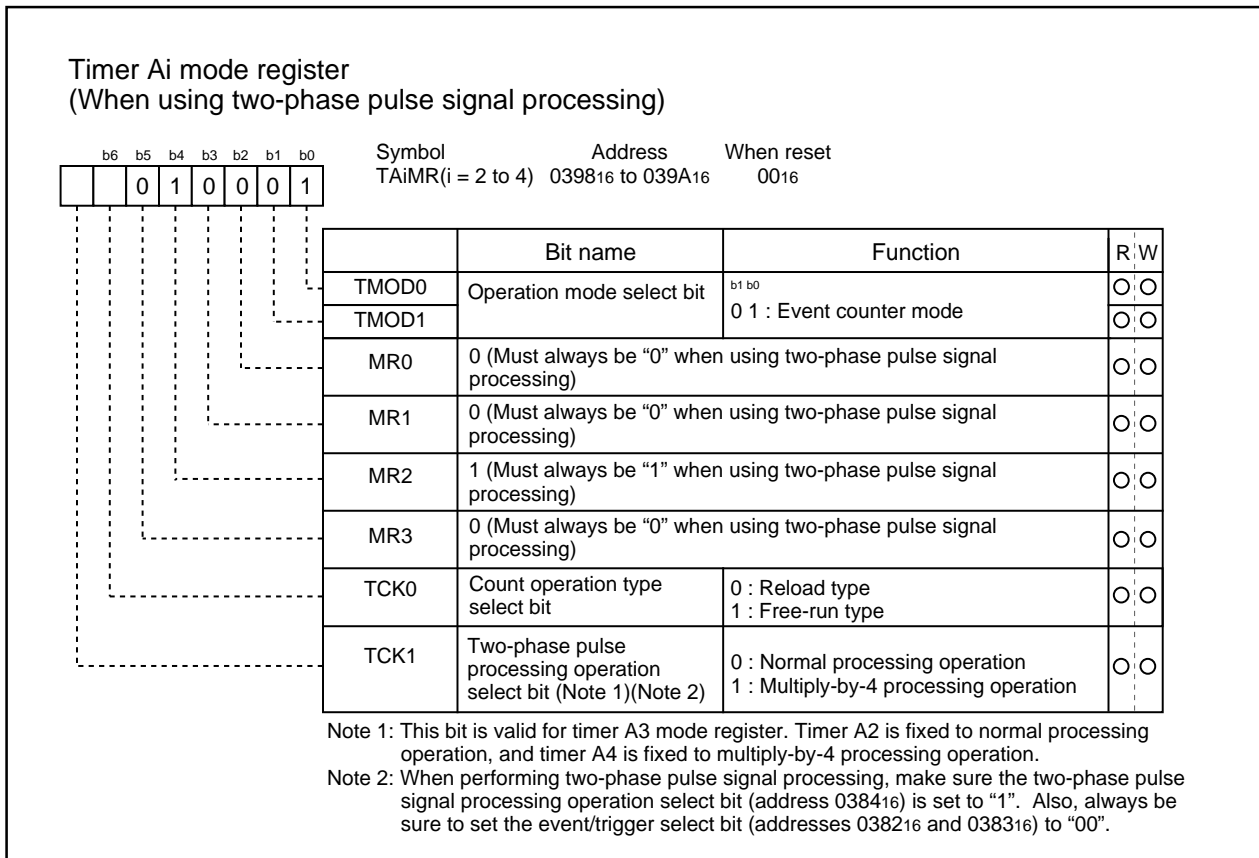 Timer Ai mode register
(When using two-phase pulse signal processing)
b6 b5 b4 b3 b2 b1 b0
Symbol Address When reset
TAiMR(i = 2 to 4) 039816 to 039A16 0016
0 1 0 0 0 1
Bit name Function R W
TMOD0 Operation mode select bit b1 b0
0 1 : Event counter mode
TMOD1
MR0 0 (Must always be “0” when using two-phase pulse signal
processing)
MR1 0 (Must always be “0” when using two-phase pulse signal
processing)
MR2 1 (Must always be “1” when using two-phase pulse signal
processing)
MR3 0 (Must always be “0” when using two-phase pulse signal
processing)
TCK0 Count operation type 0 : Reload type
select bit 1 : Free-run type
TCK1 Two-phase pulse
processing operation 0 : Normal processing operation
select bit (Note 1)(Note 2) 1 : Multiply-by-4 processing operation
Note 1: This bit is valid for timer A3 mode register. Timer A2 is fixed to normal processing
operation, and timer A4 is fixed to multiply-by-4 processing operation.
Note 2: When performing two-phase pulse signal processing, make sure the two-phase pulse
signal processing operation select bit (address 038416) is set to “1”. Also, always be
sure to set the event/trigger select bit (addresses 038216 and 038316) to “00”.